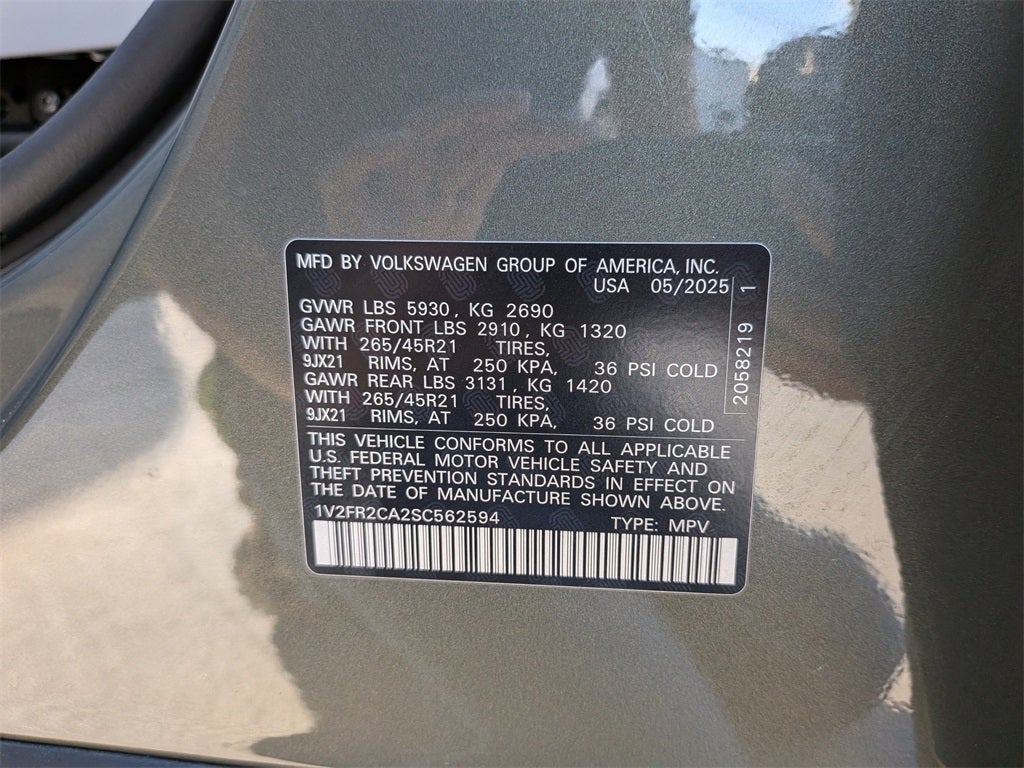 MFD BY VOLKSWAGEN GROUP OF AMERICA, INC.
USA 05/2025
GVWR LBS 5930, KG 2690
GAWR FRONT LBS 2910, KG 1320
WITH 265/45R21 TIRES,
9JX21 RIMS, AT 250 KPA, 36 PSI COLD
GAWR REAR LBS 3131, KG 1420
WITH 265/45R21 TIRES,
9JX21 RIMS, AT 250 KPA, 36 PSI COLD
2058219 1
THIS VEHICLE CONFORMS TO ALL APPLICABLE
U.S. FEDERAL MOTOR VEHICLE SAFETY AND
THEFT PREVENTION STANDARDS IN EFFECT ON
THE DATE OF MANUFACTURE SHOWN ABOVE.
1V2FR2CA2SC562594 TYPE: MPV